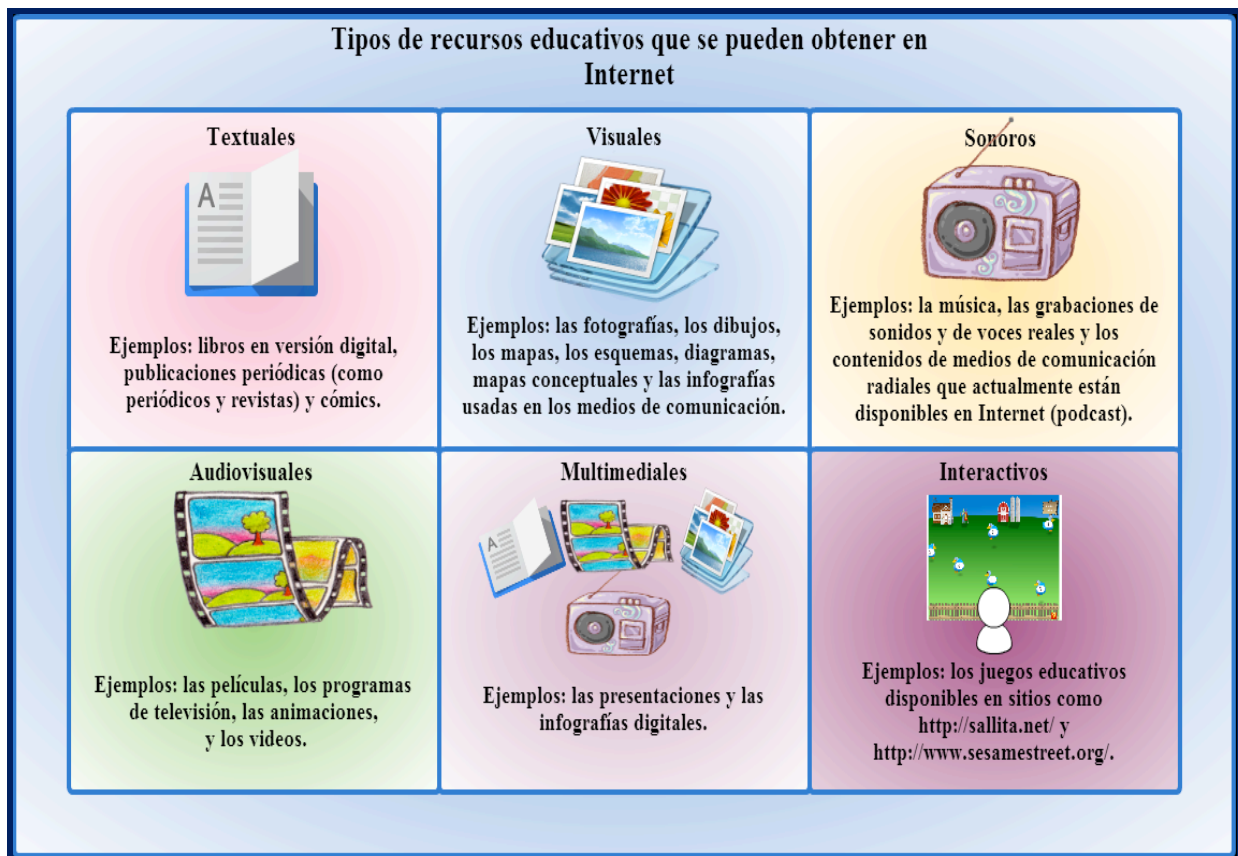 Tipos de recursos educativos que se pueden obtener en
Internet
Textuales
A
Ejemplos: libros en versión digital,
publicaciones periódicas (como
periódicos y revistas) y cómics.
Visuales
Ejemplos: las fotografías, los dibujos,
los mapas, los esquemas, diagramas,
mapas conceptuales y las infografías
usadas en los medios de comunicación.
Sonoros
Ejemplos: la música, las grabaciones de
sonidos y de voces reales y los
contenidos de medios de comunicación
radiales que actualmente están
disponibles en Internet (podcast).
Audiovisuales
Ejemplos: las películas, los programas
de televisión, las animaciones,
y los videos.
Multimediales
A
Ejemplos: las presentaciones y las
infografías digitales.
Interactivos
Ejemplos: los juegos educativos
disponibles en sitios como
http://sallita.net/ y
http://www.sesamestreet.org/.